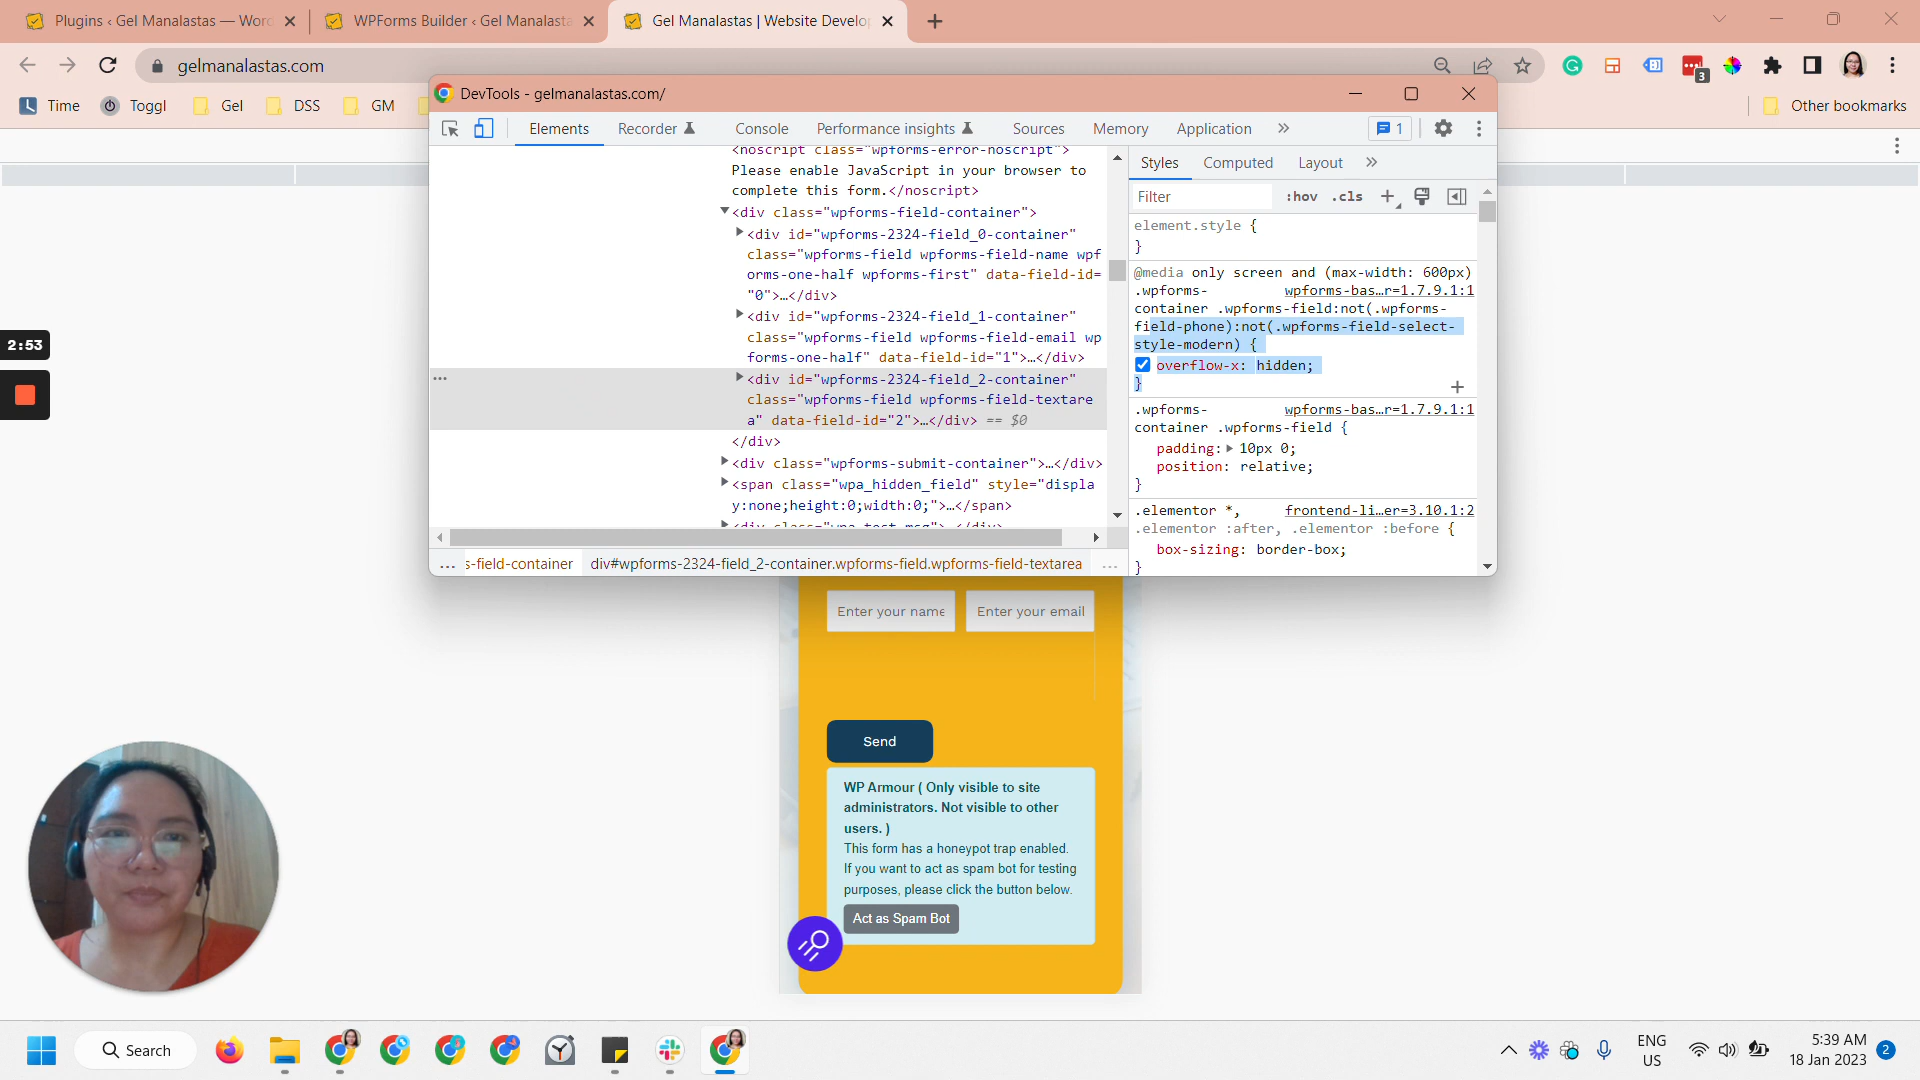 Plugins ‹ Gel Manalastas — Word
WPForms Builder ‹ Gel Manalasta
Gel Manalastas | Website Develop
gelmanalastas.com
3
Time
Toggl
Gel
DSS
GM
Other bookmarks
DevTools - gelmanalastas.com/
Elements
Recorder
Console
Performance insights
Sources
Memory
Application
»
1
<noscript class="wpforms-error-noscript">
Please enable JavaScript in your browser to
complete this form.</noscript>
<div class="wpforms-field-container">
<div id="wpforms-2324-field_0-container"
class="wpforms-field wpforms-field-name wpf
orms-one-half wpforms-first" data-field-id=
"0">…</div>
<div id="wpforms-2324-field_1-container"
class="wpforms-field wpforms-field-email wp
forms-one-half" data-field-id="1">…</div>
<div id="wpforms-2324-field_2-container"
class="wpforms-field wpforms-field-textare
a" data-field-id="2">…</div> == $0
</div>
<div class="wpforms-submit-container">…</div>
<span class="wpa_hidden_field" style="displa
y:none;height:0;width:0;">…</span>
<div class="wpa-test-msg">…</div>
... s-field-container
div#wpforms-2324-field_2-container.wpforms-field.wpforms-field-textarea ...
Styles
Computed
Layout
»
Filter
:hov
.cls
element.style {
}
@media only screen and (max-width: 600px)
.wpforms- wpforms-bas…r=1.7.9.1:1
container .wpforms-field:not(.wpforms-
field-phone):not(.wpforms-field-select-
style-modern) {
overflow-x: hidden;
}
.wpforms- wpforms-bas…r=1.7.9.1:1
container .wpforms-field {
padding: 10px 0;
position: relative;
}
.elementor *, frontend-li…er=3.10.1:2
.elementor :after, .elementor :before {
box-sizing: border-box;
}
2:53
Enter your name
Enter your email
Send
WP Armour ( Only visible to site
administrators. Not visible to other
users. )
This form has a honeypot trap enabled.
If you want to act as spam bot for testing
purposes, please click the button below.
Act as Spam Bot
Search
ENG
US
5:39 AM
18 Jan 2023
2